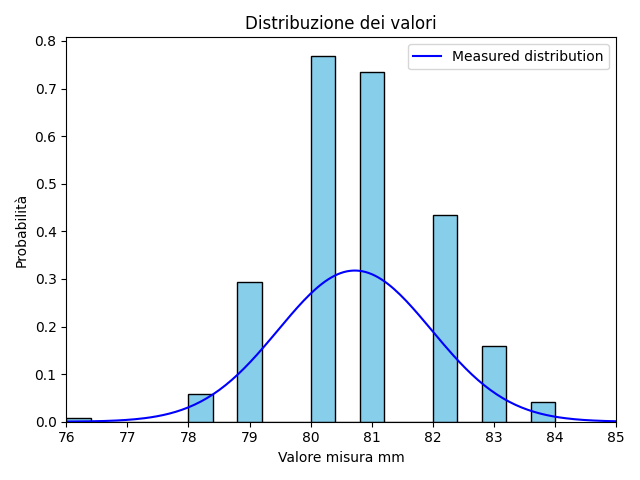 Distribuzione dei valori
Measured distribution
Probabilità
0.8
0.7
0.6
0.5
0.4
0.3
0.2
0.1
0.0
76 77 78 79 80 81 82 83 84 85
Valore misura mm